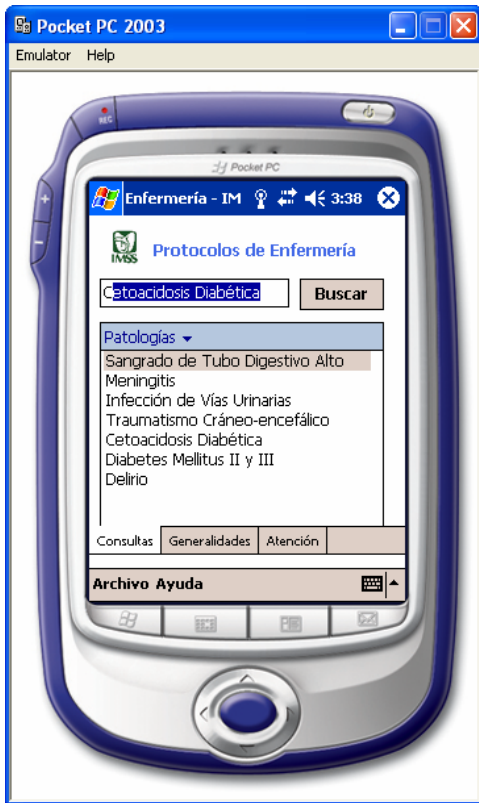 Pocket PC 2003
Emulator Help
REC
Pocket PC
Enfermería - IM 3:38
IMSS
Protocolos de Enfermería
Cetoacidosis Diabética Buscar
Patologías
Sangrado de Tubo Digestivo Alto
Meningitis
Infección de Vías Urinarias
Traumatismo Cráneo-encefálico
Cetoacidosis Diabética
Diabetes Mellitus II y III
Delirio
Consultas Generalidades Atención
Archivo Ayuda